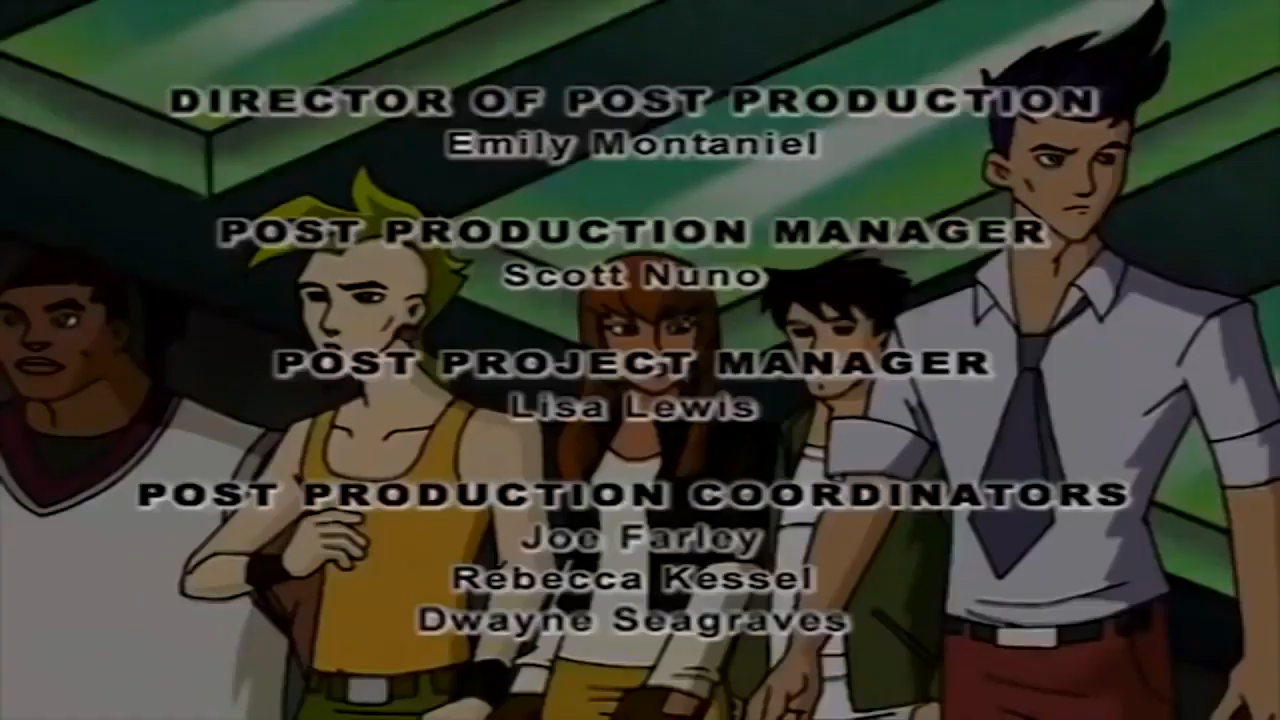 DIRECTOR OF POST PRODUCTION
Emily Montaniel
POST PRODUCTION MANAGER
Scott Nuno
POST PROJECT MANAGER
Lisa Lewis
POST PRODUCTION COORDINATORS
Joe Farley
Rebecca Kessel
Dwayne Seagraves